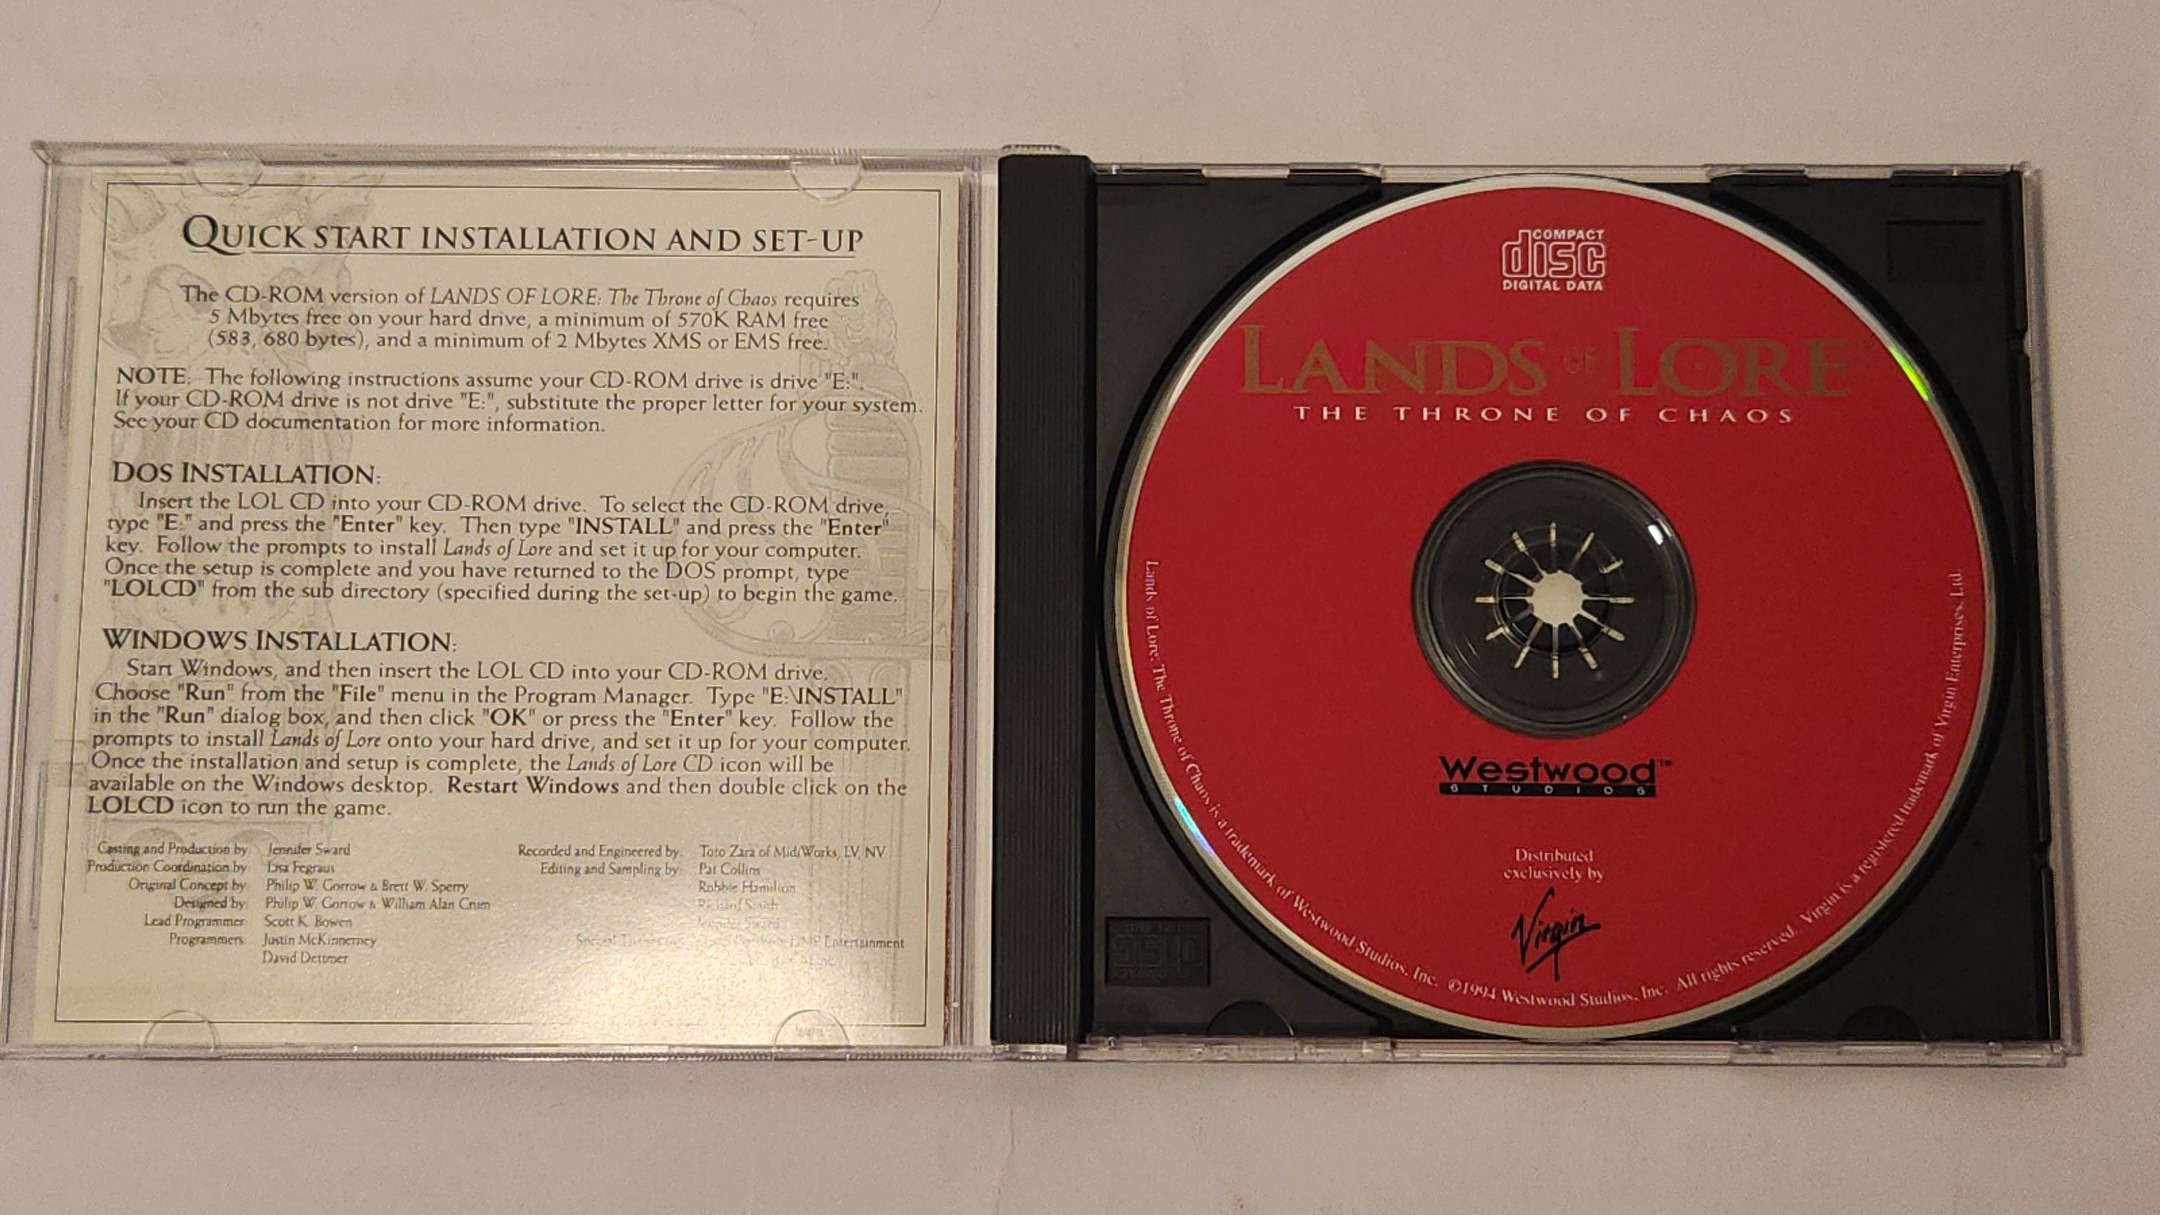 QUICK START INSTALLATION AND SET-UP
The CD-ROM version of LANDS OF LORE: The Throne of Chaos requires
5 Mbytes free on your hard drive, a minimum of 570K RAM free
(583, 680 bytes), and a minimum of 2 Mbytes XMS or EMS free.
NOTE: The following instructions assume your CD-ROM drive is drive "E:".
If your CD-ROM drive is not drive "E:", substitute the proper letter for your system.
See your CD documentation for more information.
DOS INSTALLATION:
Insert the LOL CD into your CD-ROM drive. To select the CD-ROM drive,
type "E:" and press the "Enter" key. Then type "INSTALL" and press the "Enter"
key. Follow the prompts to install Lands of Lore and set it up for your computer.
Once the setup is complete and you have returned to the DOS prompt, type
"LOLCD" from the sub directory (specified during the set-up) to begin the game.
WINDOWS INSTALLATION:
Start Windows, and then insert the LOL CD into your CD-ROM drive.
Choose "Run" from the "File" menu in the Program Manager. Type "E:\INSTALL"
in the "Run" dialog box, and then click "OK" or press the "Enter" key. Follow the
prompts to install Lands of Lore onto your hard drive, and set it up for your computer.
Once the installation and setup is complete, the Lands of Lore CD icon will be
available on the Windows desktop. Restart Windows and then double click on the
LOLCD icon to run the game.
Casting and Production by Jennifer Sward
Production Coordination by Lisa Fegraus
Original Concept by Philip W. Gorrow & Brett W. Sperry
Designed by: Philip W. Gorrow & William Alan Crum
Lead Programmer Scott K. Bowen
Programmers Justin McKinnerney
David Dettmer
Recorded and Engineered by: Toto Zara of MidiWorks, LV, NV
Editing and Sampling by: Pat Collins
Robbie Hamilton
Richard
Entertainment
COMPACT
disc
DIGITAL DATA
LANDS OF LORE
THE THRONE OF CHAOS
Westwood™
STUDIOS
Distributed
exclusively by
Virgin
Lands of Lore: The Throne of Chaos is a trademark of Westwood Studios, Inc. ©1994 Westwood Studios, Inc. All rights reserved. Virgin is a registered trademark of Virgin Enterprises, Ltd.